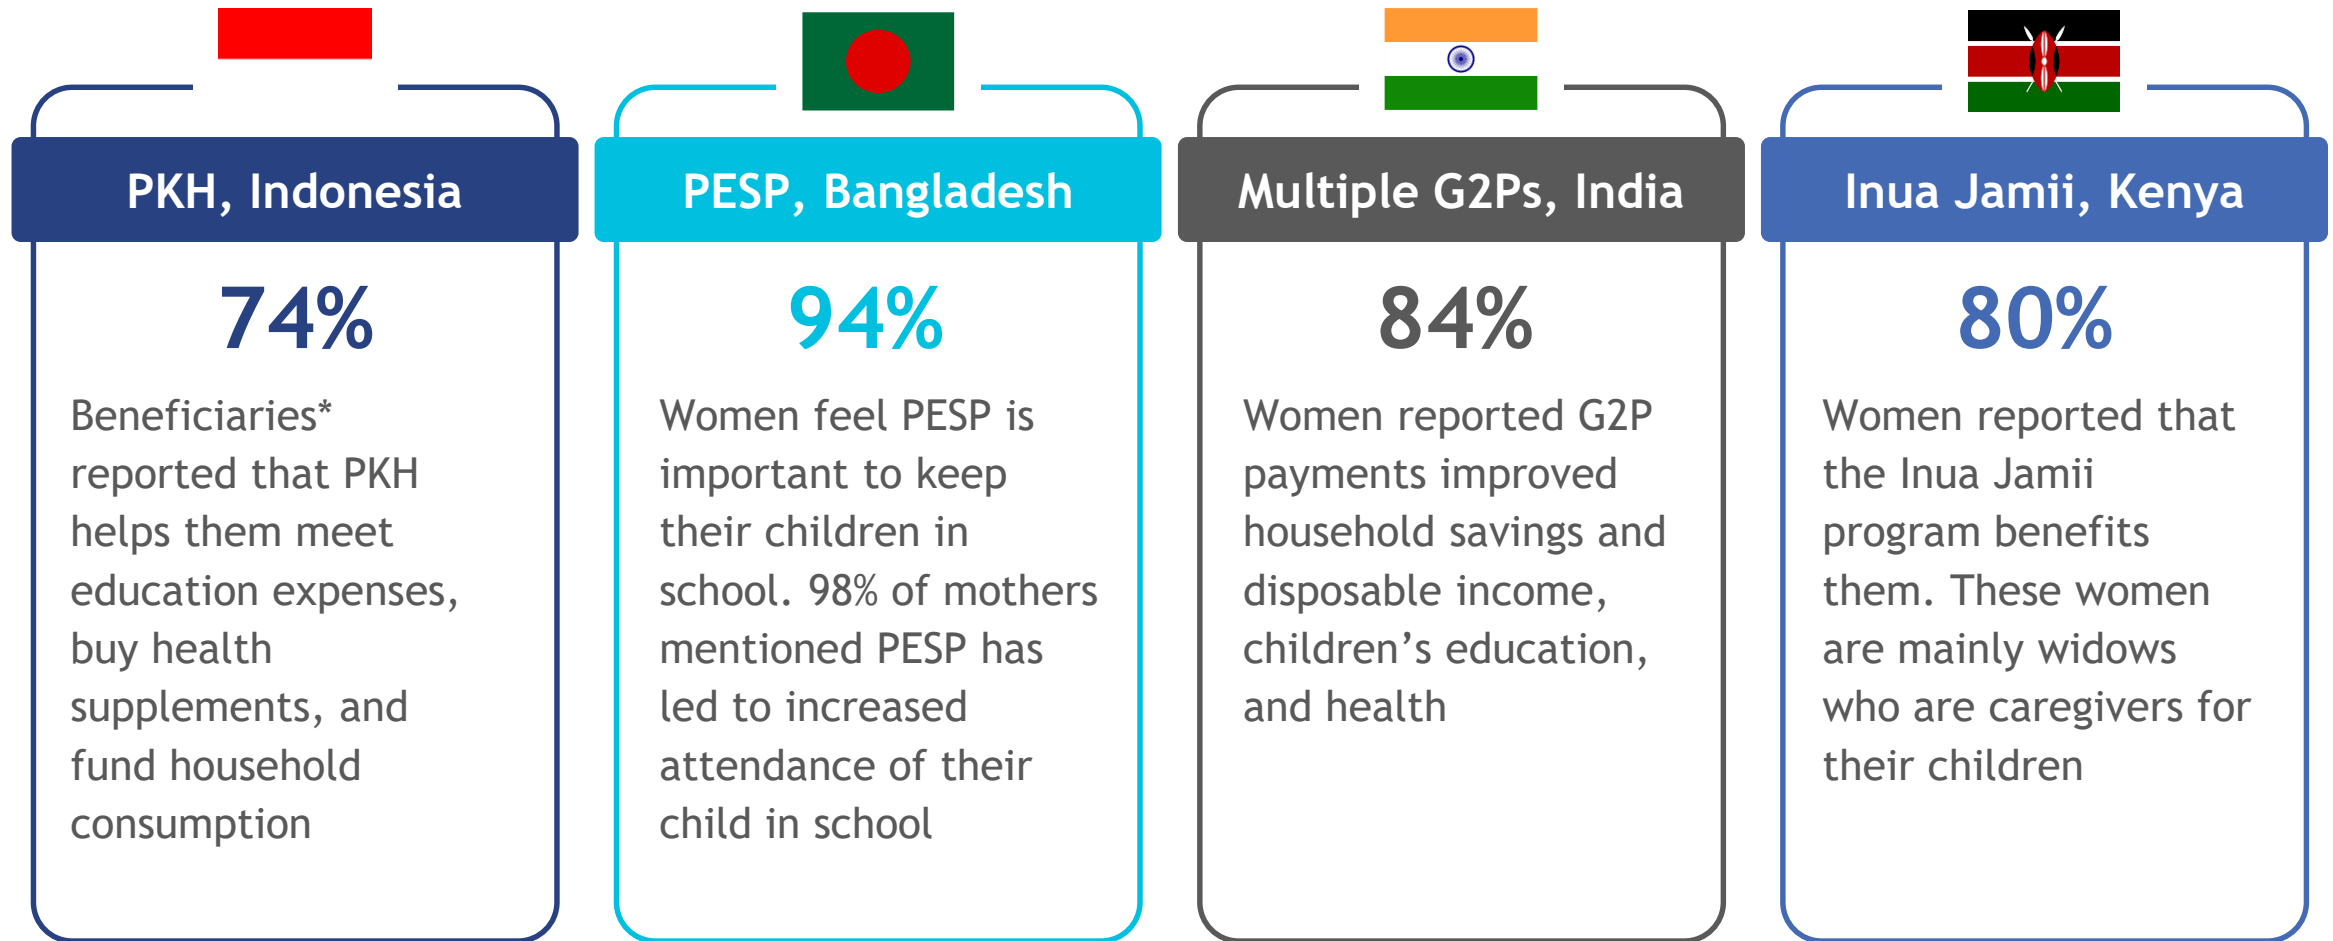 PKH, Indonesia
74%
Beneficiaries*
reported that PKH
helps them meet
education expenses,
buy health
supplements, and
fund household
consumption
PESP, Bangladesh
94%
Women feel PESP is
important to keep
their children in
school. 98% of mothers
mentioned PESP has
led to increased
attendance of their
child in school
Multiple G2Ps, India
84%
Women reported G2P
payments improved
household savings and
disposable income,
children’s education,
and health
Inua Jamii, Kenya
80%
Women reported that
the Inua Jamii
program benefits
them. These women
are mainly widows
who are caregivers for
their children